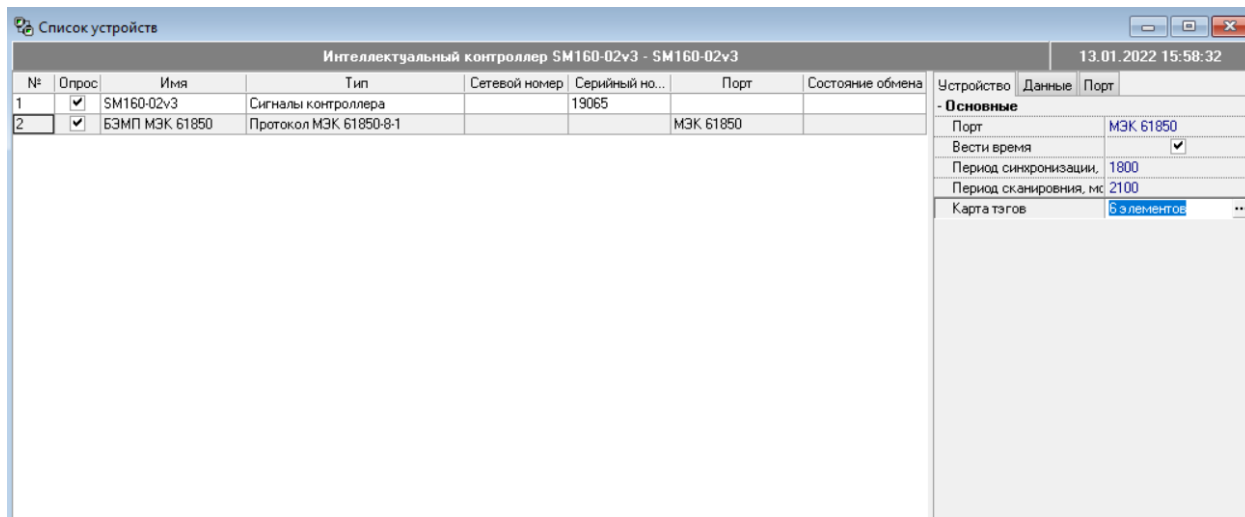 Список устройств
Интеллектуальный контроллер SM160-02v3 - SM160-02v3 13.01.2022 15:58:32
№ Опрос Имя Тип Сетевой номер Серийный но... Порт Состояние обмена Устройство Данные Порт
1 SM160-02v3 Сигналы контроллера 19065 - Основные
2 БЭМП МЭК 61850 Протокол МЭК 61850-8-1 МЭК 61850 Порт МЭК 61850
Вести время
Период синхронизации, 1800
Период сканировния, мс 2100
Карта тэгов 6 элементов ...